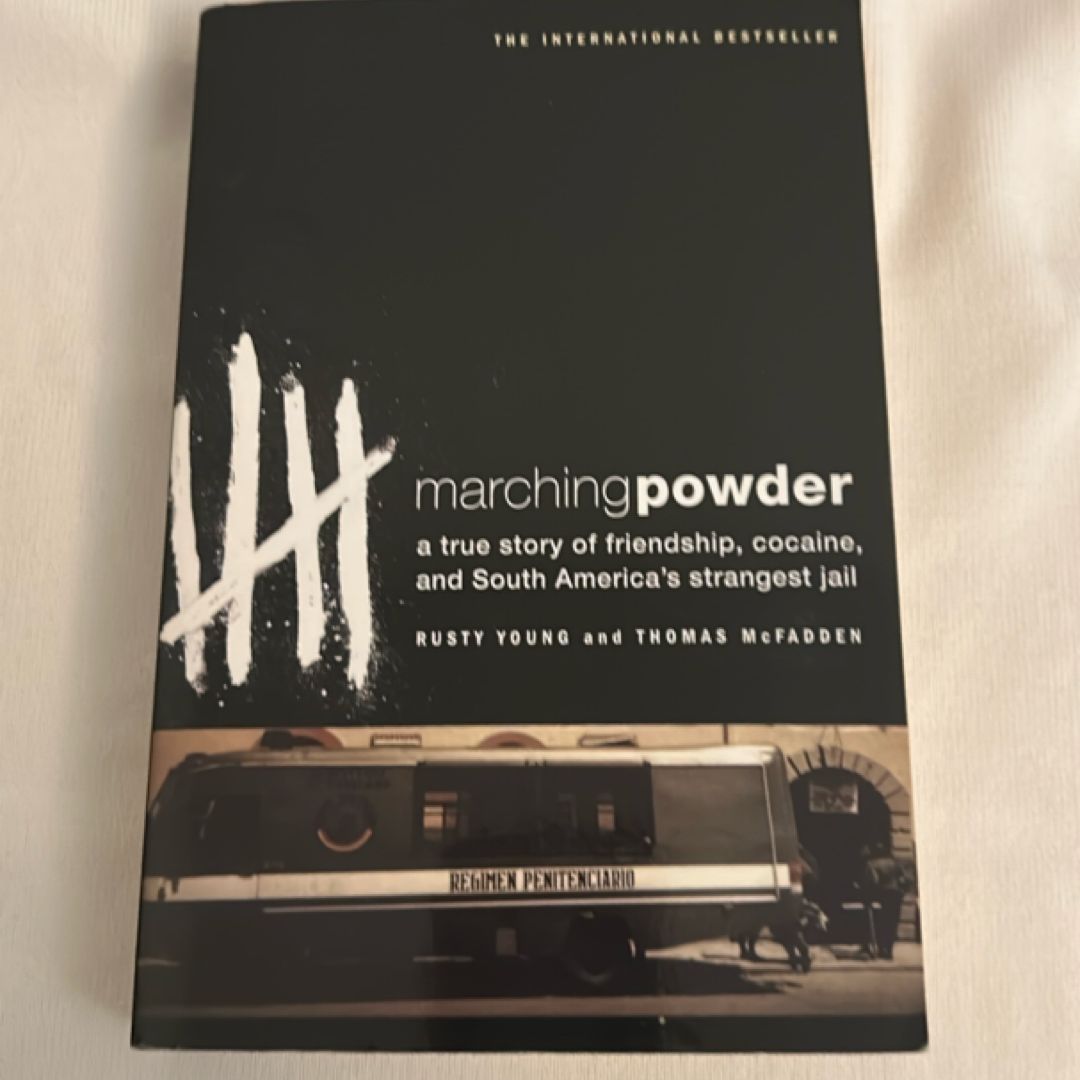 THE INTERNATIONAL BESTSELLER
marchingpowder
a true story of friendship, cocaine,
and South America's strangest jail
RUSTY YOUNG and THOMAS McFADDEN
REGIMEN PENITENCIARIO